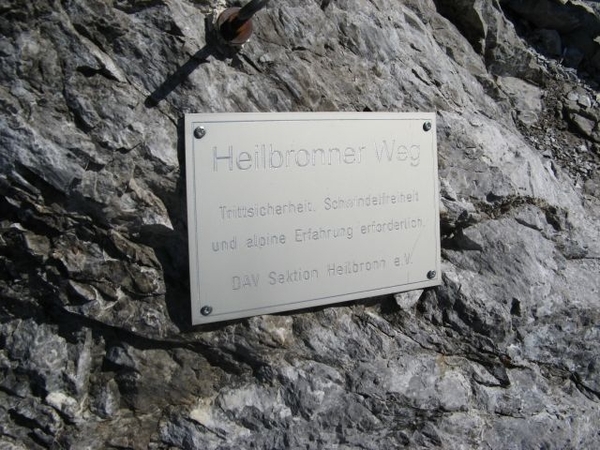 Heilbronner Weg
Trittsicherheit, Schwindelfreiheit
und alpine Erfahrung erforderlich.
DAV Sektion Heilbronn e.V.